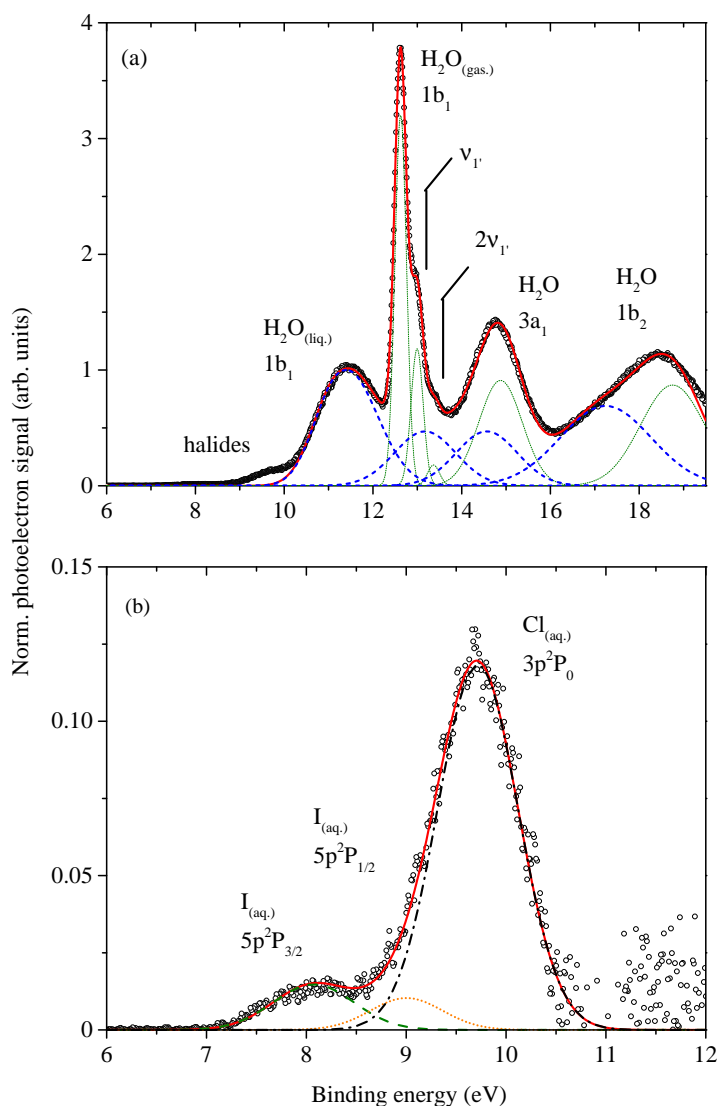 (a)
H₂O₍gas.₎
1b₁
ν₁'
2ν₁'
H₂O
3a₁
H₂O
1b₂
H₂O₍liq.₎
1b₁
halides
4
3
2
1
0
6 8 10 12 14 16 18
Norm. photoelectron signal (arb. units)
(b)
Cl₍aq.₎
3p²P₀
I₍aq.₎
5p²P₁/₂
I₍aq.₎
5p²P₃/₂
0.15
0.10
0.05
0
6 7 8 9 10 11 12
Binding energy (eV)